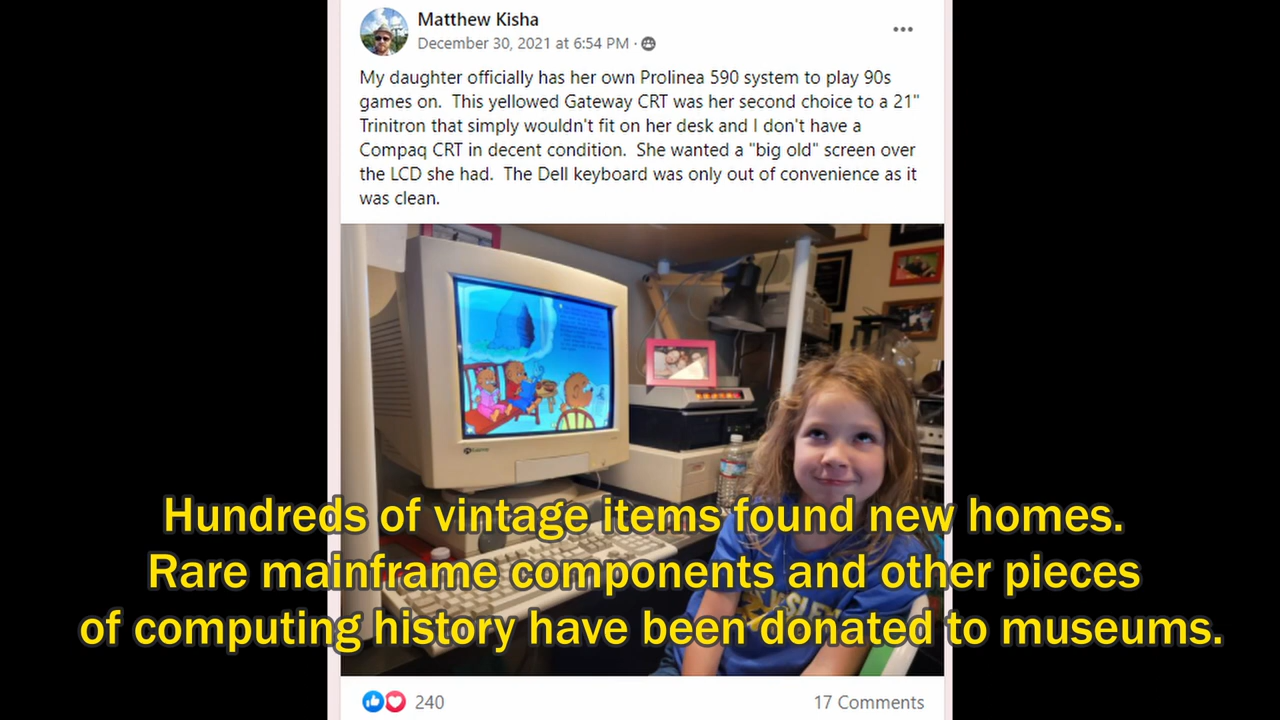 Matthew Kisha
December 30, 2021 at 6:54 PM ·
My daughter officially has her own Prolinea 590 system to play 90s
games on. This yellowed Gateway CRT was her second choice to a 21"
Trinitron that simply wouldn't fit on her desk and I don't have a
Compaq CRT in decent condition. She wanted a "big old" screen over
the LCD she had. The Dell keyboard was only out of convenience as it
was clean.
Hundreds of vintage items found new homes.
Rare mainframe components and other pieces
of computing history have been donated to museums.
240
17 Comments